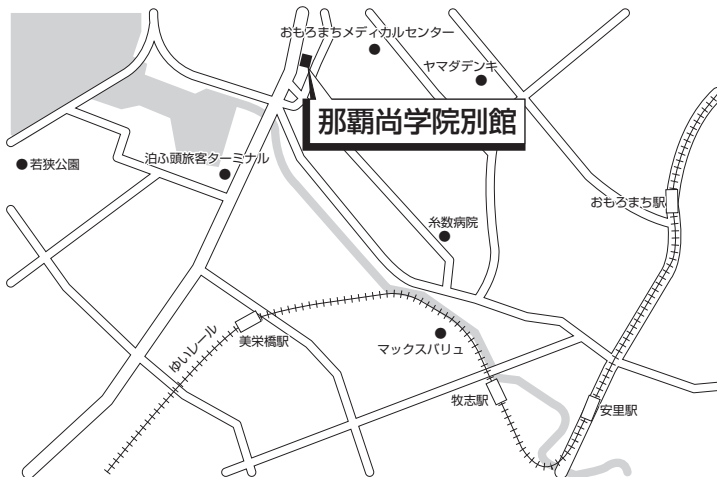 おもろまちメディカルセンター
ヤマダデンキ
那覇尚学院別館
若狭公園
泊ふ頭旅客ターミナル
おもろまち駅
糸数病院
美栄橋駅
ゆいレール
マックスバリュ
牧志駅
安里駅